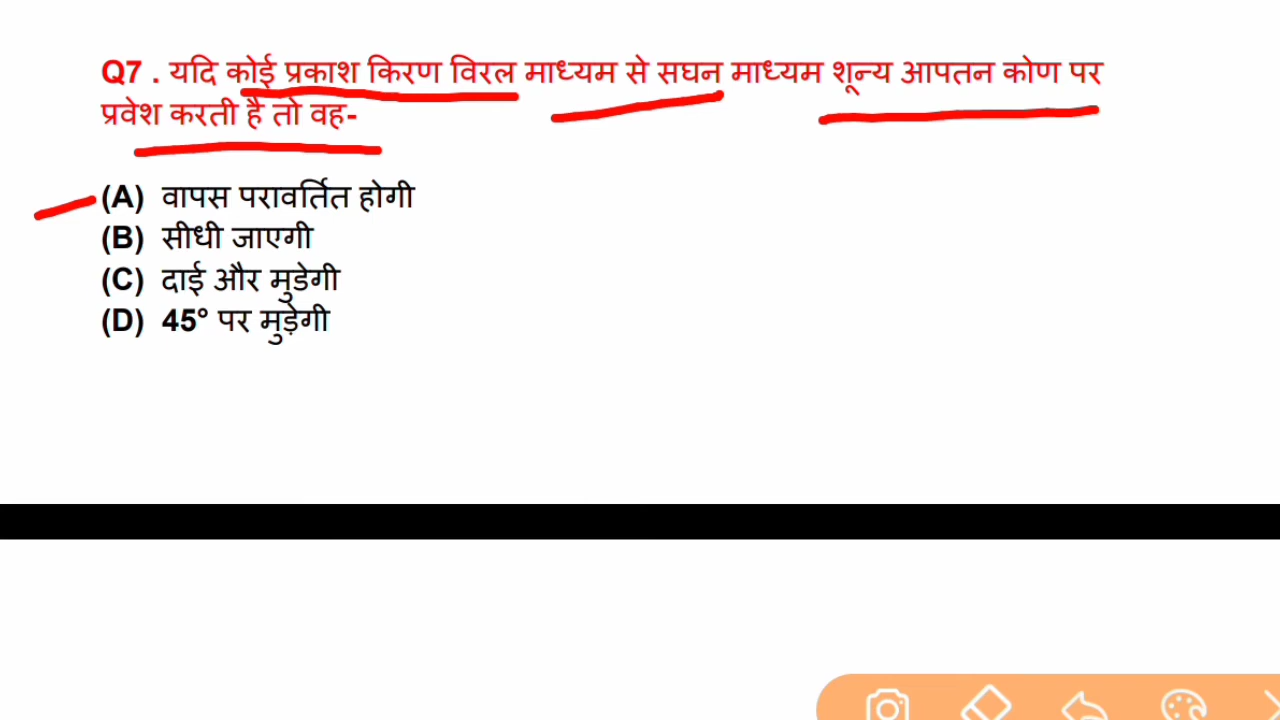 Q7 . यदि कोई प्रकाश किरण विरल माध्यम से सघन माध्यम शून्य आपतन कोण पर
प्रवेश करती है तो वह-
(A) वापस परावर्तित होगी
(B) सीधी जाएगी
(C) दाई और मुडेगी
(D) 45° पर मुड़ेगी